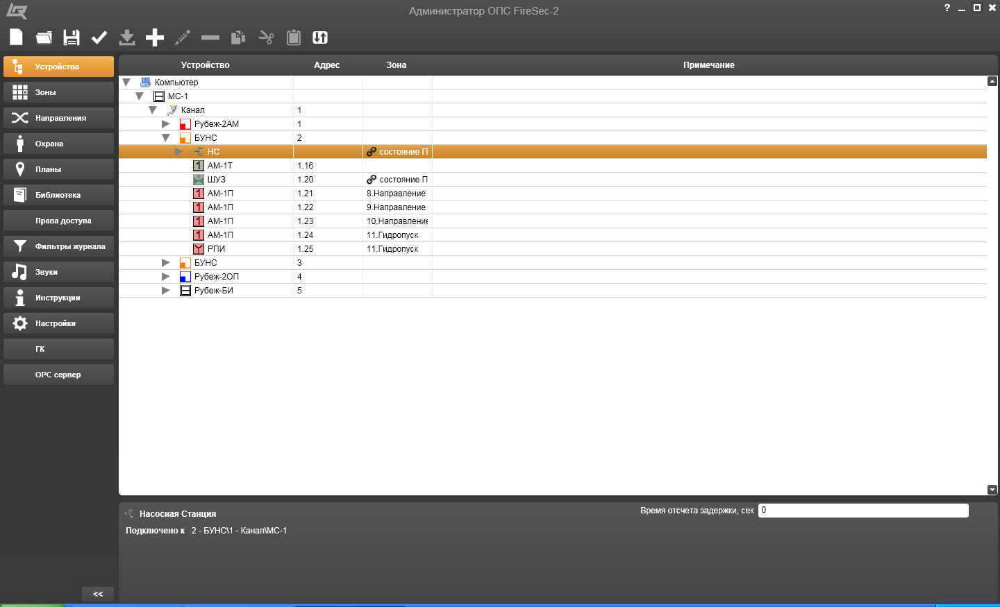 Администратор ОПС FireSec-2
?
Устройства
Зоны
Направления
Охрана
Планы
Библиотека
Права доступа
Фильтры журнала
Звуки
Инструкции
Настройки
ГК
ОРС сервер
<<
Устройство Адрес Зона Примечание
Компьютер
МС-1
Канал 1
Рубеж-2АМ 1
БУНС 2
НС состояние П
1 АМ-1Т 1.16
ШУЗ 1.20 состояние П
1 АМ-1П 1.21 8.Направление
1 АМ-1П 1.22 9.Направление
1 АМ-1П 1.23 10.Направление
1 АМ-1П 1.24 11.Гидропуск
РПИ 1.25 11.Гидропуск
БУНС 3
Рубеж-2ОП 4
Рубеж-БИ 5
Насосная Станция
Время отсчета задержки, сек 0
Подключено к 2 - БУНС\1 - Канал\МС-1